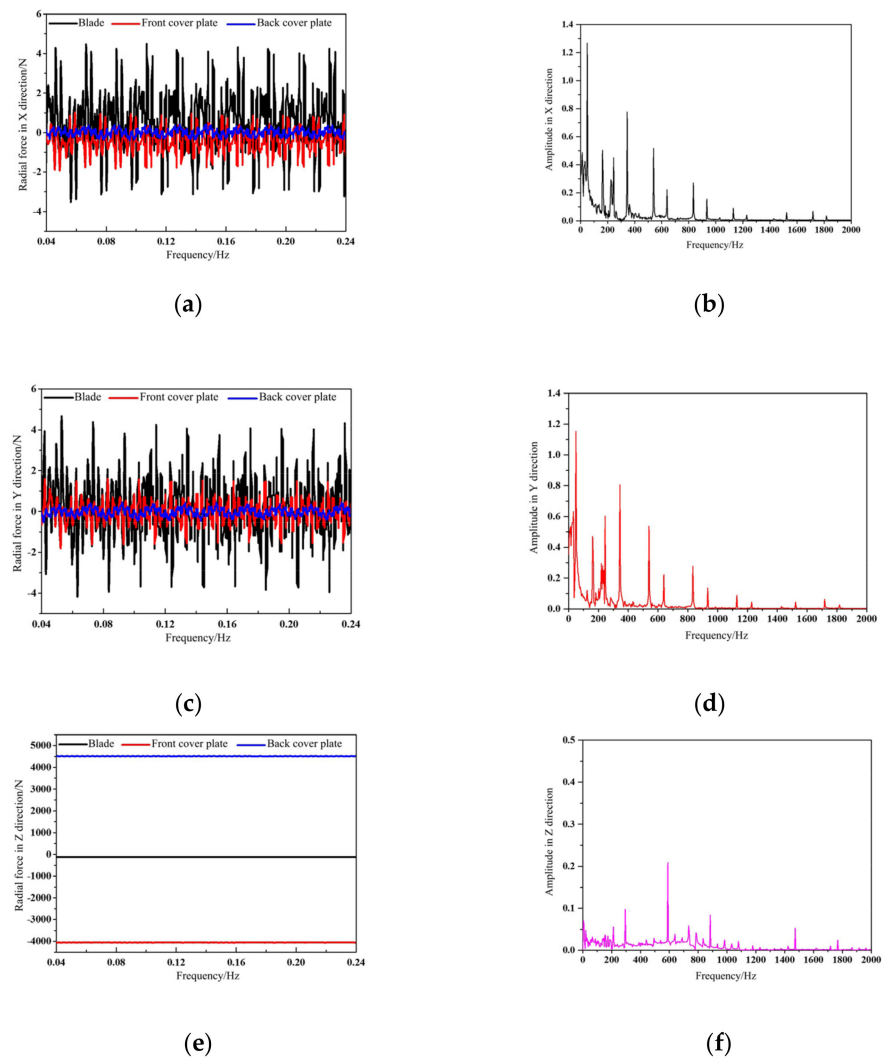 Blade Front cover plate Back cover plate
6
4
2
0
-2
-4
Radial force in X direction/N
0.04 0.08 0.12 0.16 0.20 0.24
Frequency/Hz
(a)
1.4
1.2
1.0
0.8
0.6
0.4
0.2
0.0
Amplitude in X direction
0 200 400 600 800 1000 1200 1400 1600 1800 2000
Frequency/Hz
(b)
Blade Front cover plate Back cover plate
6
4
2
0
-2
-4
Radial force in Y direction/N
0.04 0.08 0.12 0.16 0.20 0.24
Frequency/Hz
(c)
1.4
1.2
1.0
0.8
0.6
0.4
0.2
0.0
Amplitude in Y direction
0 200 400 600 800 1000 1200 1400 1600 1800 2000
Frequency/Hz
(d)
Blade Front cover plate Back cover plate
5000
4000
3000
2000
1000
0
-1000
-2000
-3000
-4000
Radial force in Z direction/N
0.04 0.08 0.12 0.16 0.20 0.24
Frequency/Hz
(e)
0.5
0.4
0.3
0.2
0.1
0.0
Amplitude in Z direction
0 200 400 600 800 1000 1200 1400 1600 1800 2000
Frequency/Hz
(f)